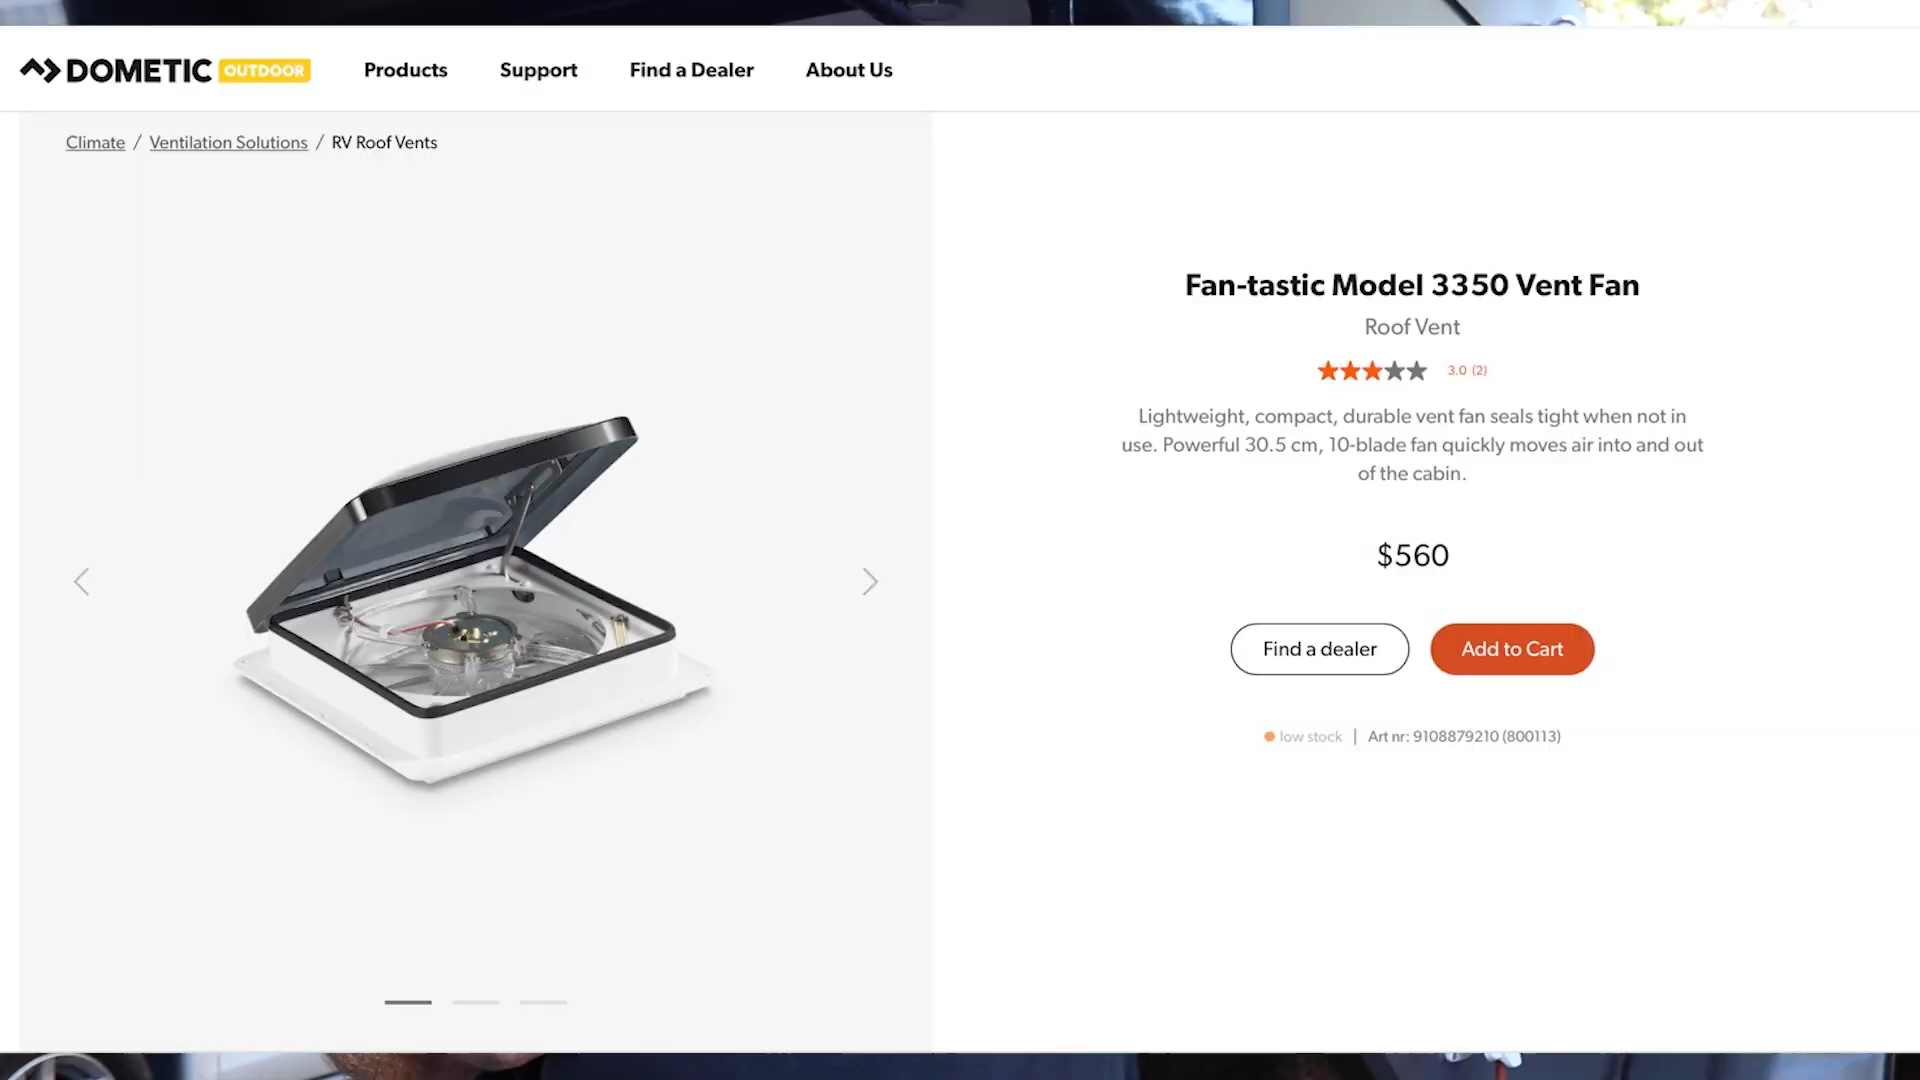 DOMETIC OUTDOOR
Products
Support
Find a Dealer
About Us
Climate / Ventilation Solutions / RV Roof Vents
Fan-tastic Model 3350 Vent Fan
Roof Vent
3.0 (2)
Lightweight, compact, durable vent fan seals tight when not in
use. Powerful 30.5 cm, 10-blade fan quickly moves air into and out
of the cabin.
$560
Find a dealer
Add to Cart
low stock | Art nr: 9108879210 (800113)